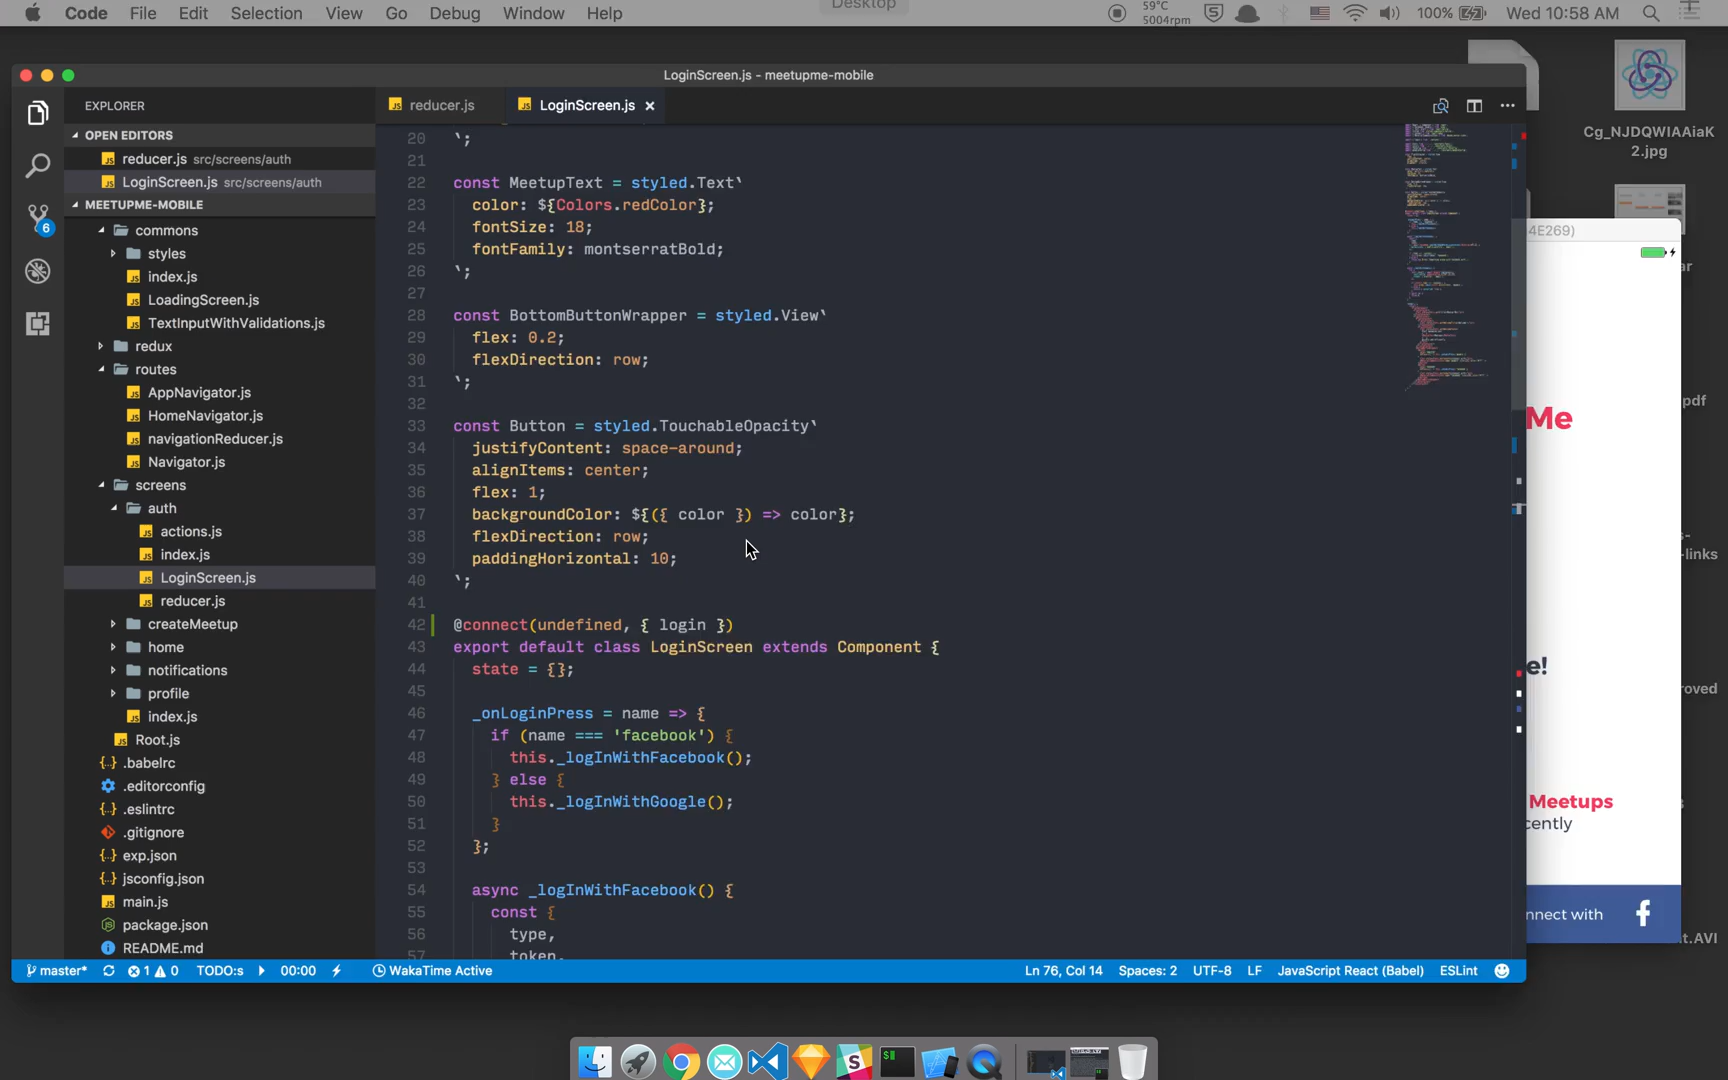 Code File Edit Selection View Go Debug Window Help
Desktop
59°C
5004rpm
100%
Wed 10:58 AM
LoginScreen.js - meetupme-mobile
EXPLORER
OPEN EDITORS
reducer.js src/screens/auth
LoginScreen.js src/screens/auth
MEETUPME-MOBILE
commons
styles
index.js
LoadingScreen.js
TextInputWithValidations.js
redux
routes
AppNavigator.js
HomeNavigator.js
navigationReducer.js
Navigator.js
screens
auth
actions.js
index.js
LoginScreen.js
reducer.js
createMeetup
home
notifications
profile
index.js
Root.js
.babelrc
.editorconfig
.eslintrc
.gitignore
exp.json
jsconfig.json
main.js
package.json
README.md
6
reducer.js
LoginScreen.js
20 `;
21
22 const MeetupText = styled.Text`
23 color: ${Colors.redColor};
24 fontSize: 18;
25 fontFamily: montserratBold;
26 `;
27
28 const BottomButtonWrapper = styled.View`
29 flex: 0.2;
30 flexDirection: row;
31 `;
32
33 const Button = styled.TouchableOpacity`
34 justifyContent: space-around;
35 alignItems: center;
36 flex: 1;
37 backgroundColor: ${({ color }) => color};
38 flexDirection: row;
39 paddingHorizontal: 10;
40 `;
41
42 @connect(undefined, { login })
43 export default class LoginScreen extends Component {
44 state = {};
45
46 _onLoginPress = name => {
47 if (name === 'facebook') {
48 this._logInWithFacebook();
49 } else {
50 this._logInWithGoogle();
51 }
52 };
53
54 async _logInWithFacebook() {
55 const {
56 type,
57 token,
master* 1 0 TODO:s 00:00 WakaTime Active
Ln 76, Col 14 Spaces: 2 UTF-8 LF JavaScript React (Babel) ESLint
Cg_NJDQWIAAiaK
2.jpg
4E269)
ar
pdf
Me
s-
-links
e!
roved
Meetups
cently
nnect with
f
t.AVI
S
$